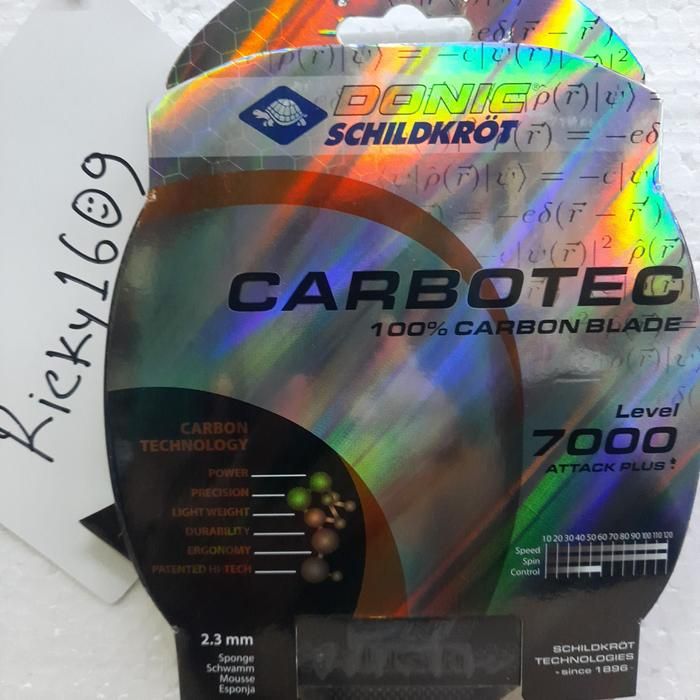 DONIC®
SCHILDKRÖT
CARBOTEC
100% CARBON BLADE
Level
7000
ATTACK PLUS
CARBON
TECHNOLOGY
POWER
PRECISION
LIGHT WEIGHT
DURABILITY
ERGONOMY
PATENTED HI-TECH
10 20 30 40 50 60 70 80 90 100 110 120
Speed
Spin
Control
2.3 mm
Sponge
Schwamm
Mousse
Esponja
SCHILDKRÖT
TECHNOLOGIES
- since 1896 -
Ricky1609